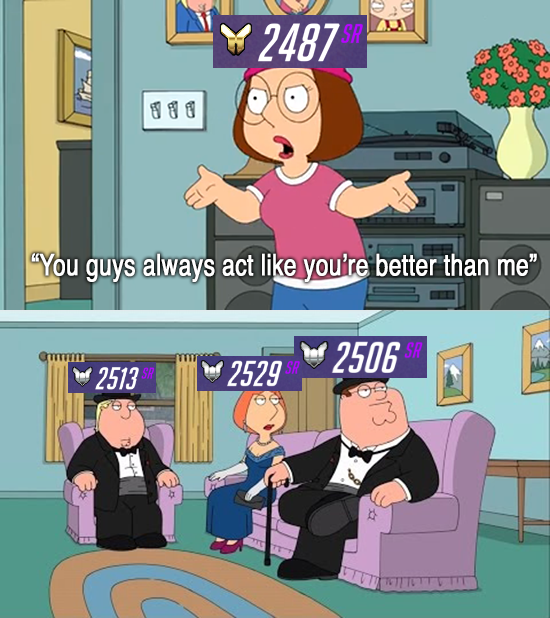 2487 SR
“You guys always act like you’re better than me”
2513 SR
2529 SR
2506 SR